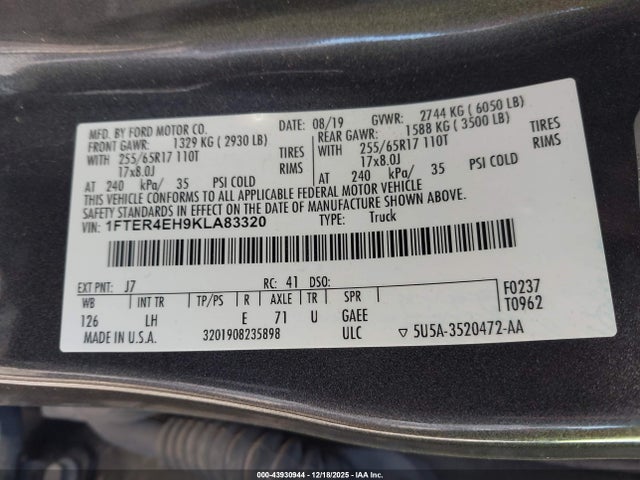 MFD. BY FORD MOTOR CO. DATE: 08/19 GVWR: 2744 KG (6050 LB)
FRONT GAWR: 1329 KG (2930 LB) REAR GAWR: 1588 KG (3500 LB)
WITH 255/65R17 110T TIRES WITH 255/65R17 110T TIRES
17x8.0J RIMS 17x8.0J RIMS
AT 240 kPa/ 35 PSI COLD AT 240 kPa/ 35 PSI COLD
THIS VEHICLE CONFORMS TO ALL APPLICABLE FEDERAL MOTOR VEHICLE
SAFETY STANDARDS IN EFFECT ON THE DATE OF MANUFACTURE SHOWN ABOVE.
VIN: 1FTER4EH9KLA83320 TYPE: Truck
EXT PNT: J7 RC: 41 DSO: F0237
WB INT TR TP/PS R AXLE TR SPR T0962
126 LH E 71 U GAEE
MADE IN U.S.A. 3201908235898 ULC ▽ 5U5A-3520472-AA
000-43930944 - 12/18/2025 - IAA Inc.